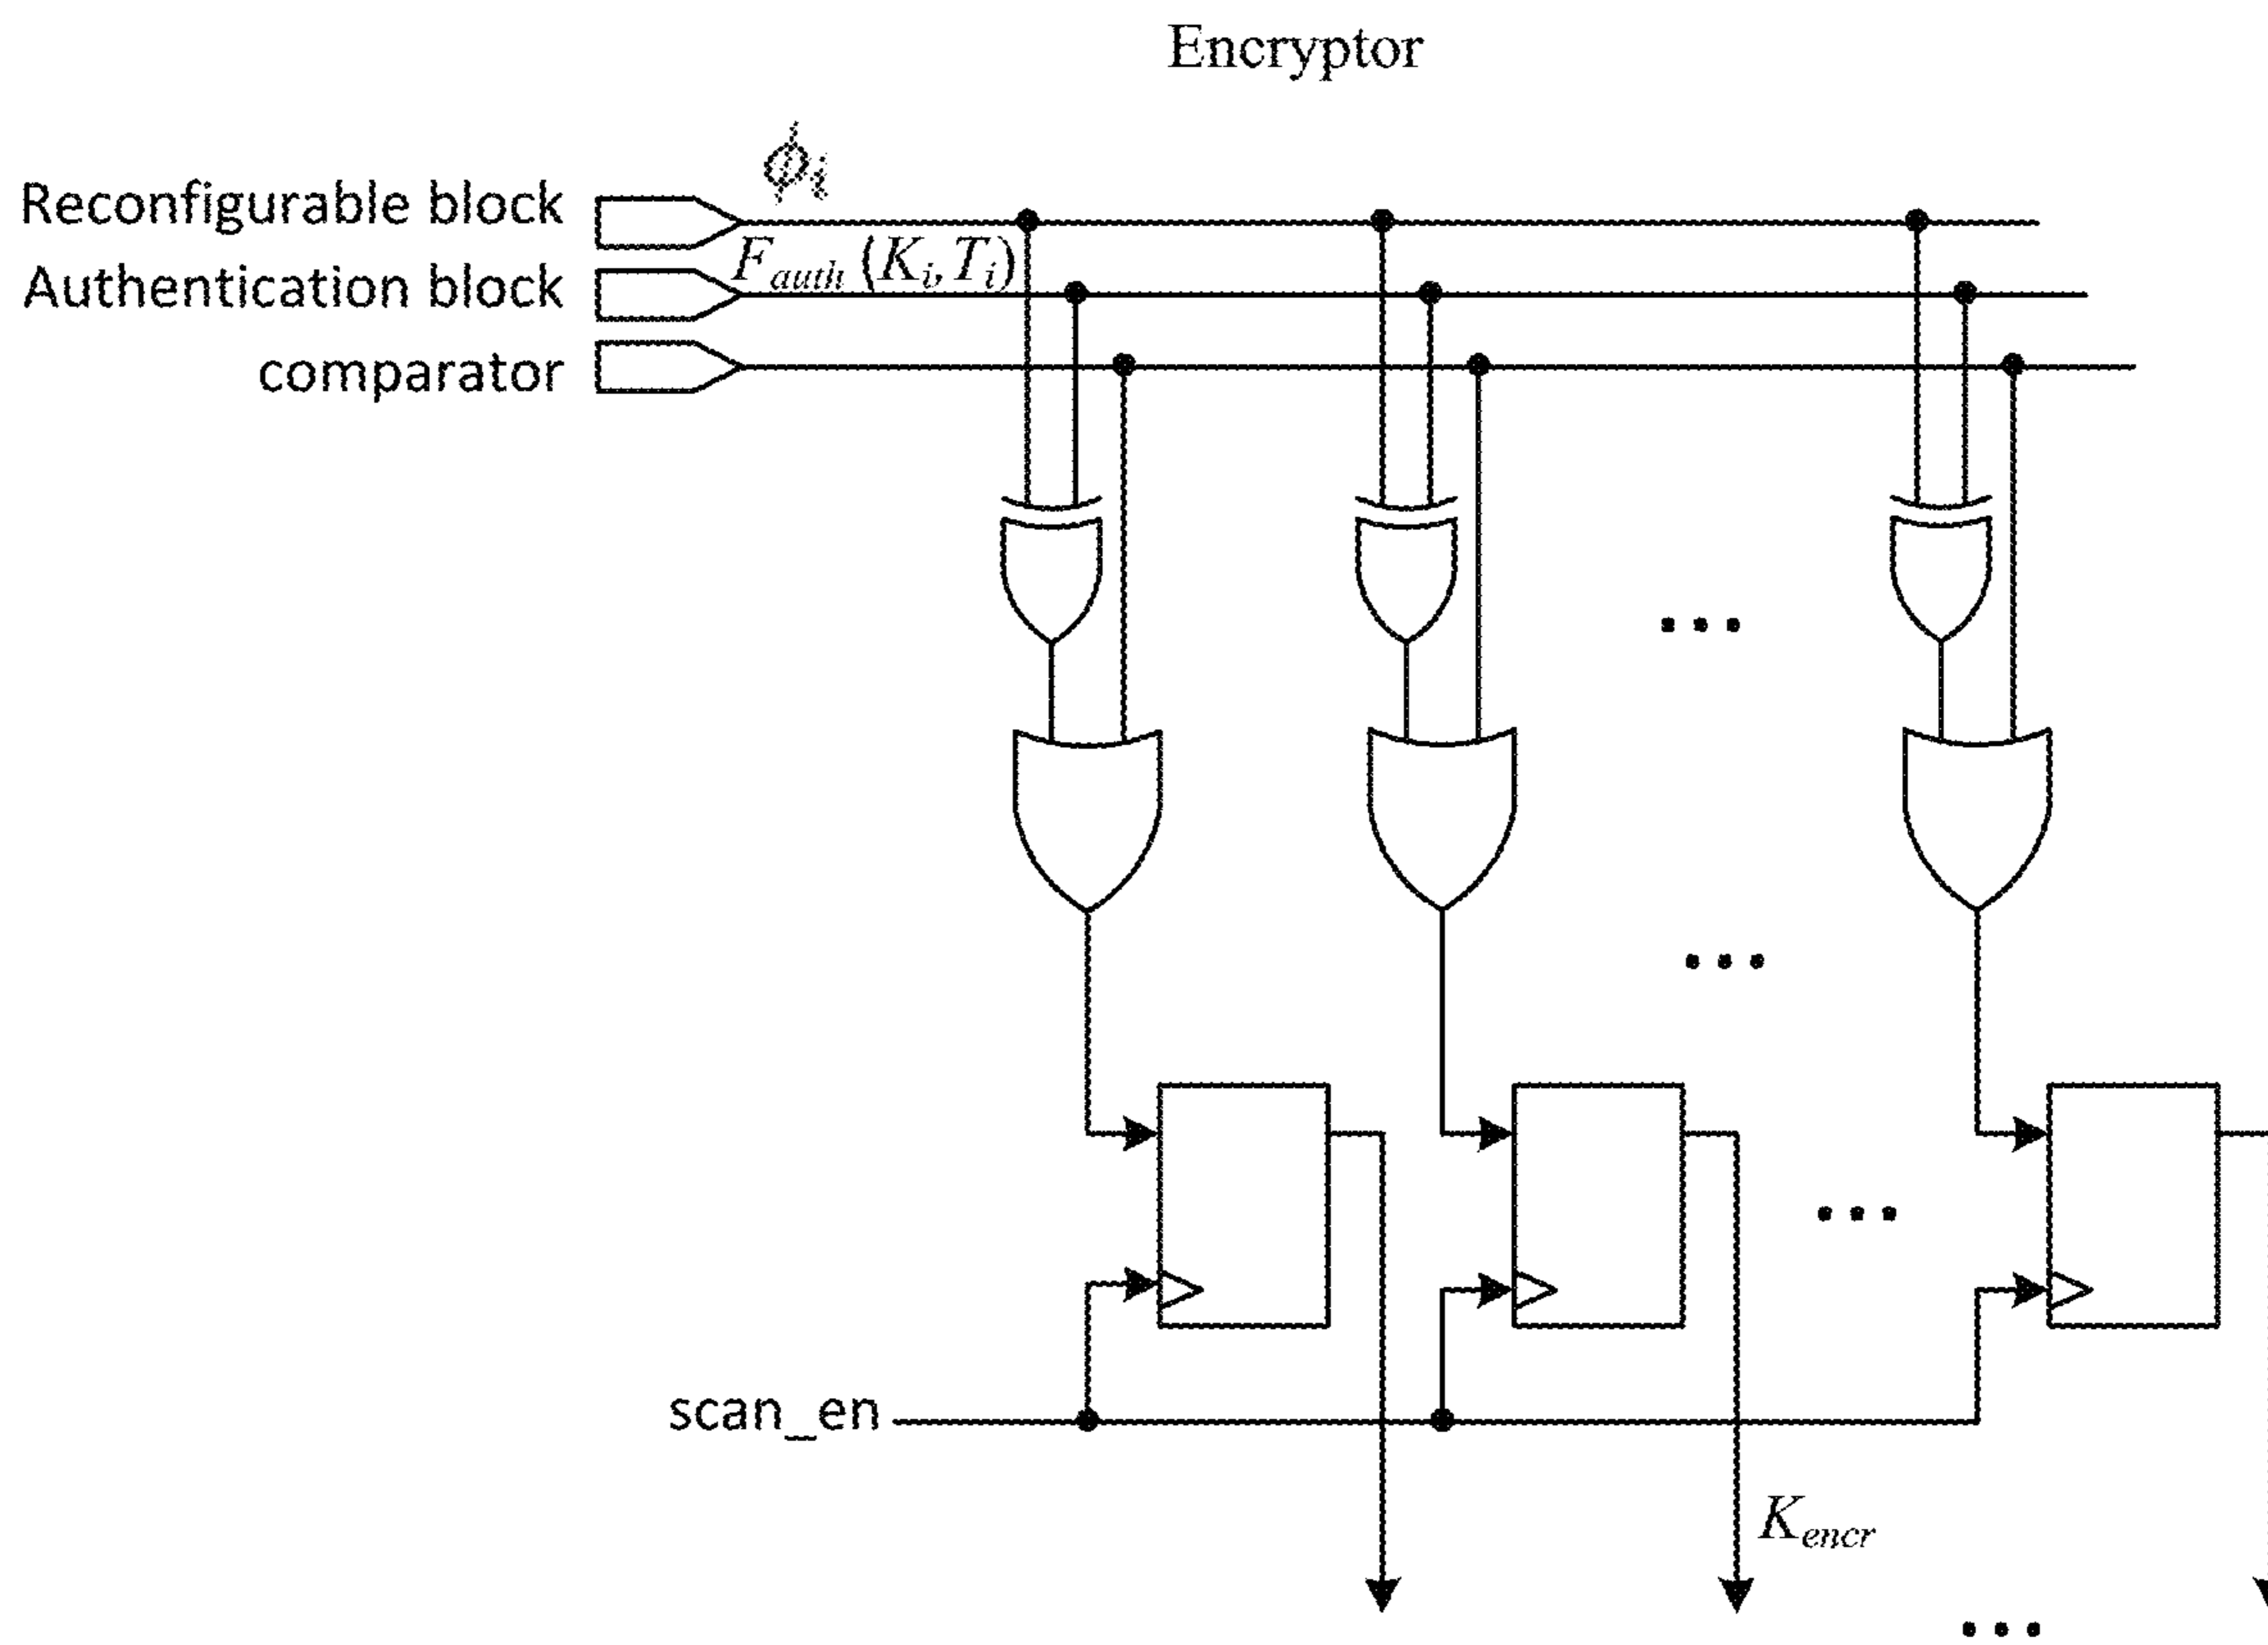 Encryptor
ϕi
Reconfigurable block
Fauth (Ki, Ti)
Authentication block
comparator
...
...
...
scan_en
Kencr
...